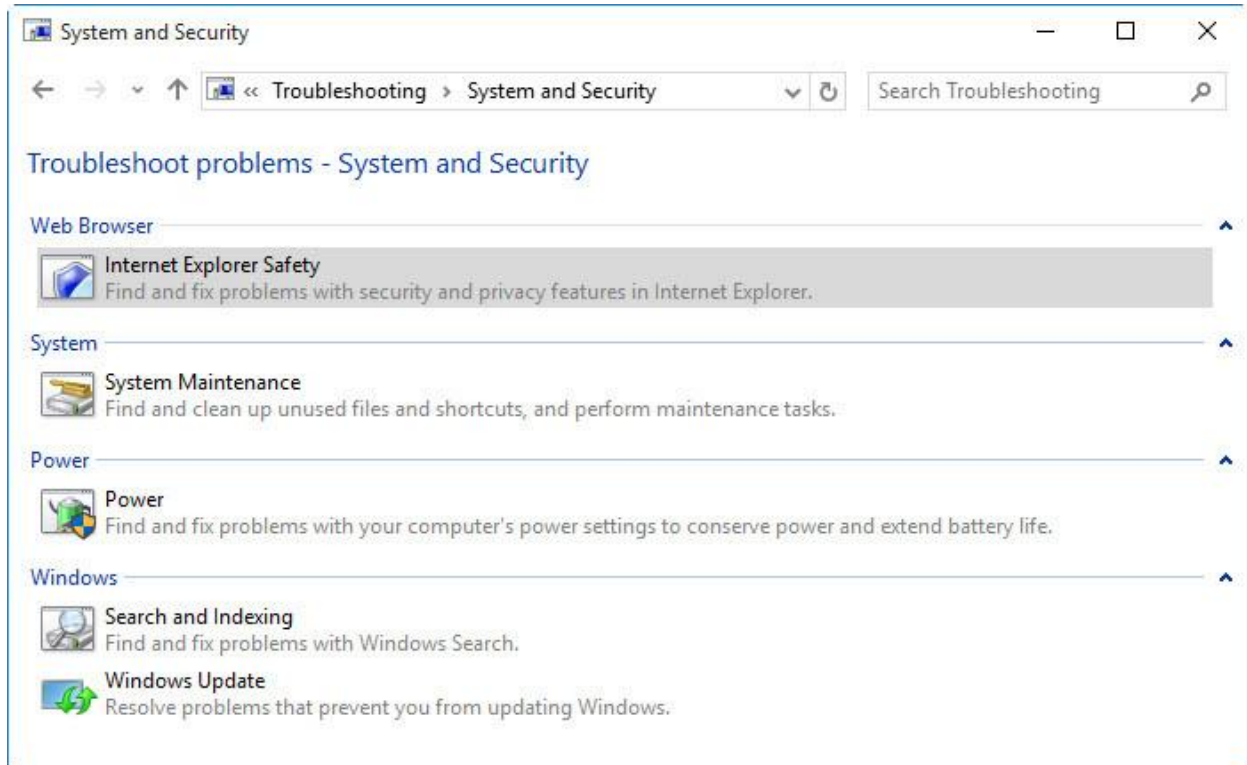 System and Security
« Troubleshooting › System and Security
Search Troubleshooting
Troubleshoot problems - System and Security
Web Browser
Internet Explorer Safety
Find and fix problems with security and privacy features in Internet Explorer.
System
System Maintenance
Find and clean up unused files and shortcuts, and perform maintenance tasks.
Power
Power
Find and fix problems with your computer's power settings to conserve power and extend battery life.
Windows
Search and Indexing
Find and fix problems with Windows Search.
Windows Update
Resolve problems that prevent you from updating Windows.